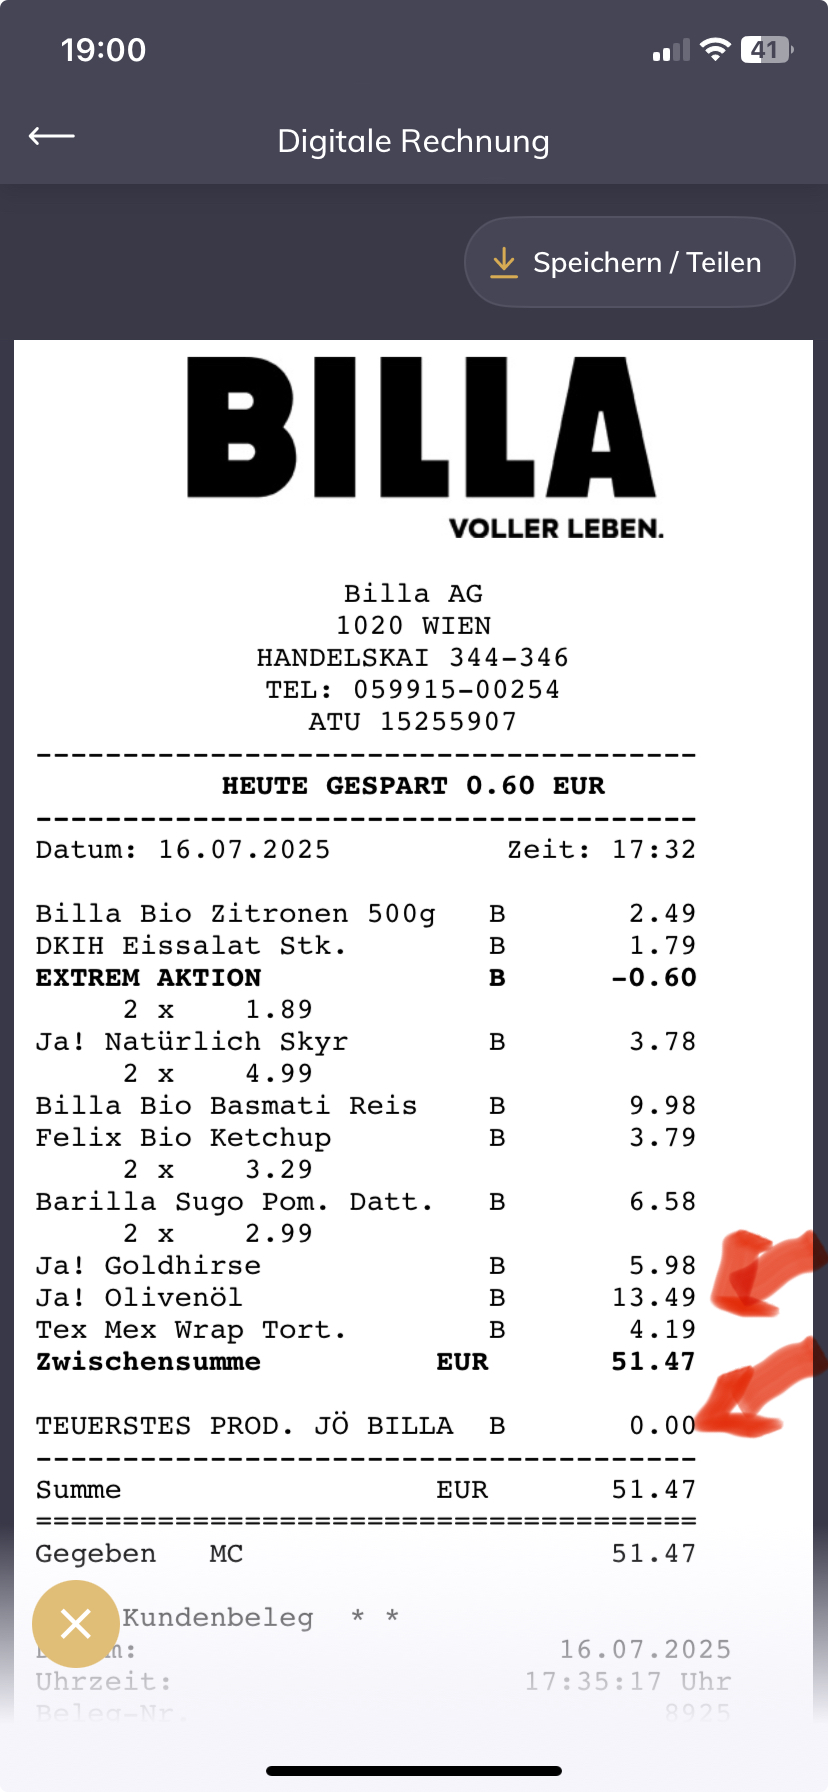 19:00
41
Digitale Rechnung
Speichern / Teilen
BILLA
VOLLER LEBEN.
Billa AG
1020 WIEN
HANDELSKAI 344-346
TEL: 059915-00254
ATU 15255907
--------------------------------------
HEUTE GESPART 0.60 EUR
--------------------------------------
Datum: 16.07.2025 Zeit: 17:32
Billa Bio Zitronen 500g B 2.49
DKIH Eissalat Stk. B 1.79
EXTREM AKTION B -0.60
2 x 1.89
Ja! Natürlich Skyr B 3.78
2 x 4.99
Billa Bio Basmati Reis B 9.98
Felix Bio Ketchup B 3.79
2 x 3.29
Barilla Sugo Pom. Datt. B 6.58
2 x 2.99
Ja! Goldhirse B 5.98
Ja! Olivenöl B 13.49
Tex Mex Wrap Tort. B 4.19
Zwischensumme EUR 51.47
TEUERSTES PROD. JÖ BILLA B 0.00
--------------------------------------
Summe EUR 51.47
======================================
Gegeben MC 51.47
Kundenbeleg * *
16.07.2025
Uhrzeit: 17:35:17 Uhr
Beleg-Nr. 8925